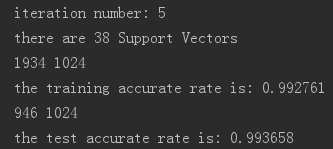 iteration number: 5
there are 38 Support Vectors
1934 1024
the training accurate rate is: 0.992761
946 1024
the test accurate rate is: 0.993658